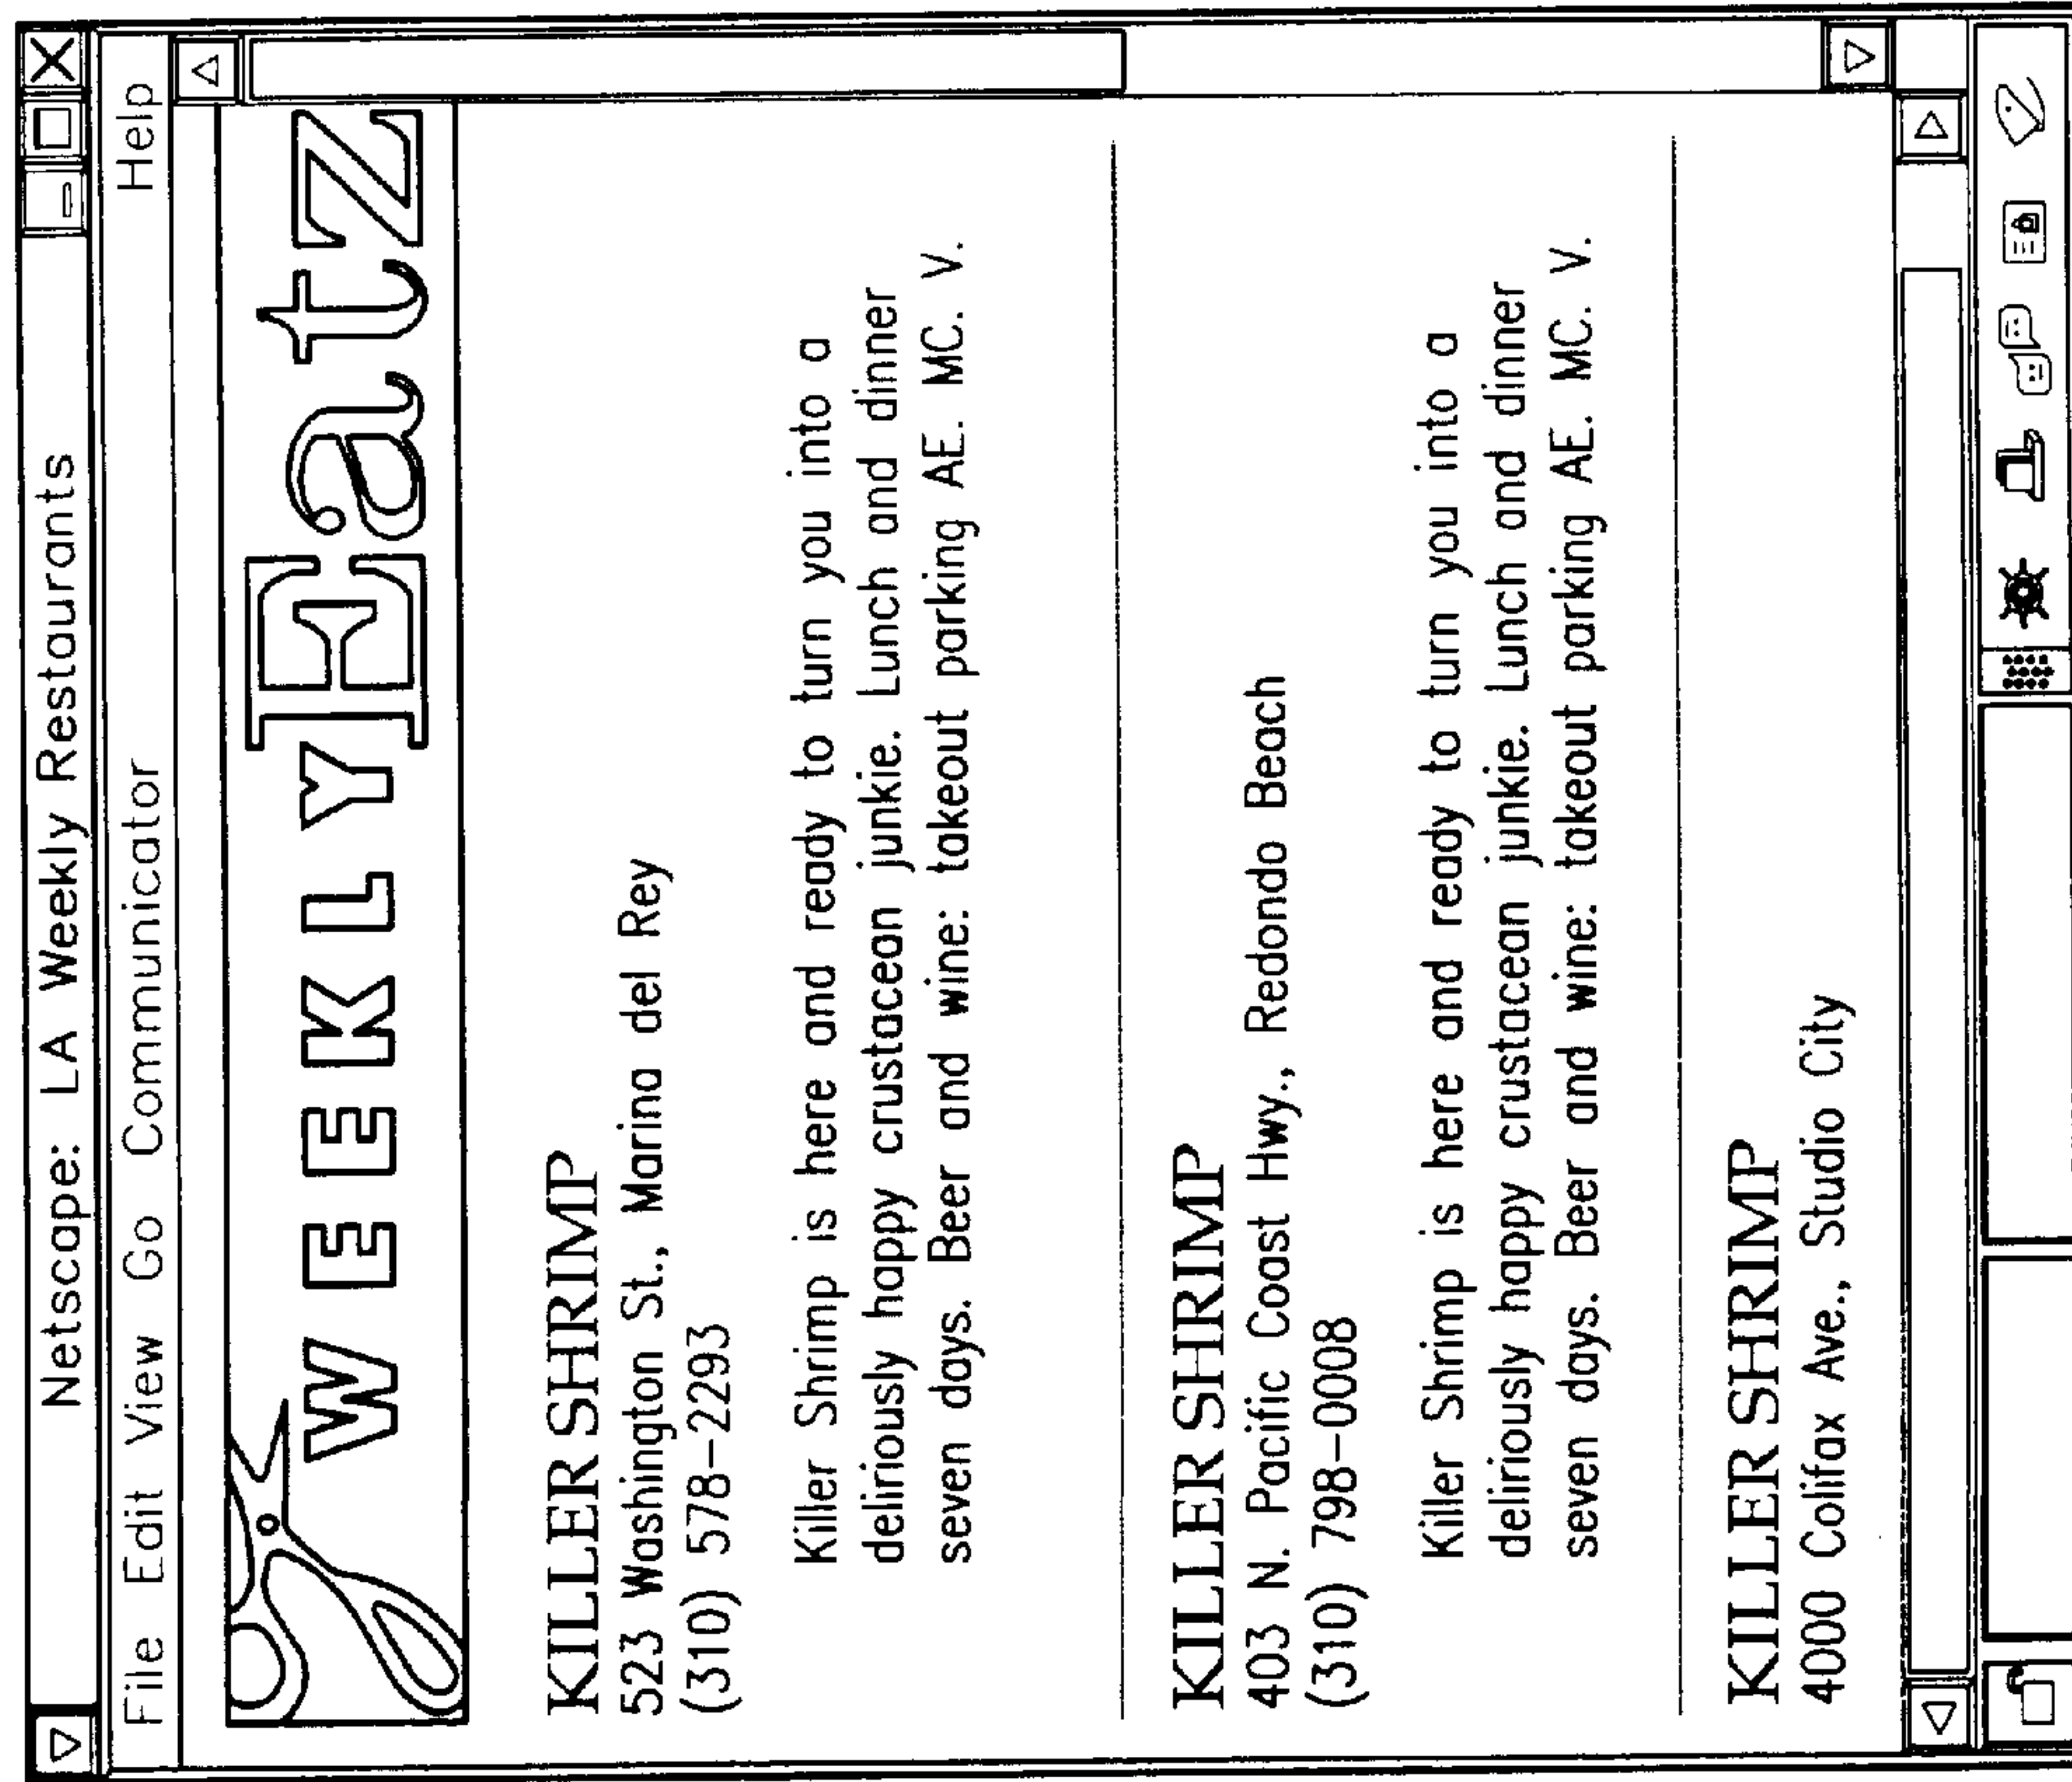 Netscape: LA Weekly Restaurants
File Edit View Go Communicator Help
WEEKLY Eatz
KILLER SHRIMP
523 Washington St., Marina del Rey
(310) 578-2293
Killer Shrimp is here and ready to turn you into a
deliriously happy crustacean junkie. Lunch and dinner
seven days. Beer and wine: takeout parking AE. MC. V.
KILLER SHRIMP
403 N. Pacific Coast Hwy., Redondo Beach
(310) 798-0008
Killer Shrimp is here and ready to turn you into a
deliriously happy crustacean junkie. Lunch and dinner
seven days. Beer and wine: takeout parking AE. MC. V.
KILLER SHRIMP
4000 Colifax Ave., Studio City